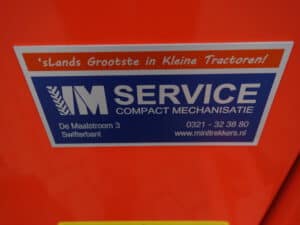 'sLands Grootste in Kleine Tractoren!
IM SERVICE
COMPACT MECHANISATIE
De Maalstroom 3
Swifterbant
0321 - 32 38 80
www.minitrekkers.nl